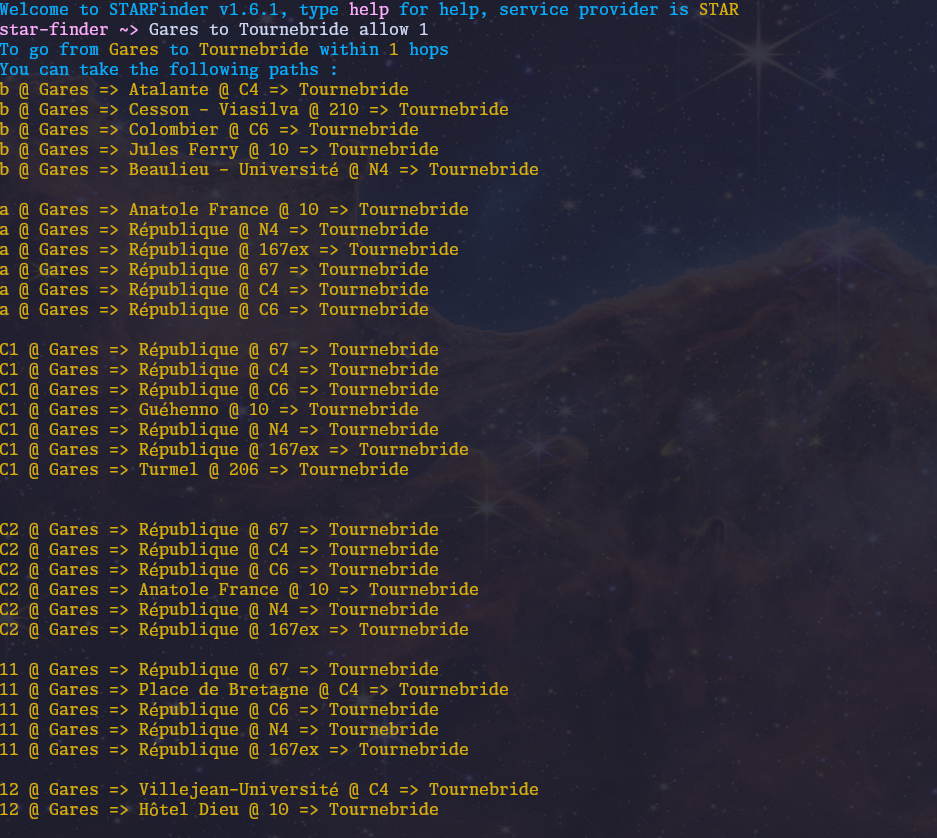 Welcome to STARFinder v1.6.1, type help for help, service provider is STAR
star-finder ~> Gares to Tournebride allow 1
To go from Gares to Tournebride within 1 hops
You can take the following paths :
b @ Gares => Atalante @ C4 => Tournebride
b @ Gares => Cesson - Viasilva @ 210 => Tournebride
b @ Gares => Colombier @ C6 => Tournebride
b @ Gares => Jules Ferry @ 10 => Tournebride
b @ Gares => Beaulieu - Université @ N4 => Tournebride
a @ Gares => Anatole France @ 10 => Tournebride
a @ Gares => République @ N4 => Tournebride
a @ Gares => République @ 167ex => Tournebride
a @ Gares => République @ 67 => Tournebride
a @ Gares => République @ C4 => Tournebride
a @ Gares => République @ C6 => Tournebride
C1 @ Gares => République @ 67 => Tournebride
C1 @ Gares => République @ C4 => Tournebride
C1 @ Gares => République @ C6 => Tournebride
C1 @ Gares => Guéhenno @ 10 => Tournebride
C1 @ Gares => République @ N4 => Tournebride
C1 @ Gares => République @ 167ex => Tournebride
C1 @ Gares => Turmel @ 206 => Tournebride
C2 @ Gares => République @ 67 => Tournebride
C2 @ Gares => République @ C4 => Tournebride
C2 @ Gares => République @ C6 => Tournebride
C2 @ Gares => Anatole France @ 10 => Tournebride
C2 @ Gares => République @ N4 => Tournebride
C2 @ Gares => République @ 167ex => Tournebride
11 @ Gares => République @ 67 => Tournebride
11 @ Gares => Place de Bretagne @ C4 => Tournebride
11 @ Gares => République @ C6 => Tournebride
11 @ Gares => République @ N4 => Tournebride
11 @ Gares => République @ 167ex => Tournebride
12 @ Gares => Villejean-Université @ C4 => Tournebride
12 @ Gares => Hôtel Dieu @ 10 => Tournebride